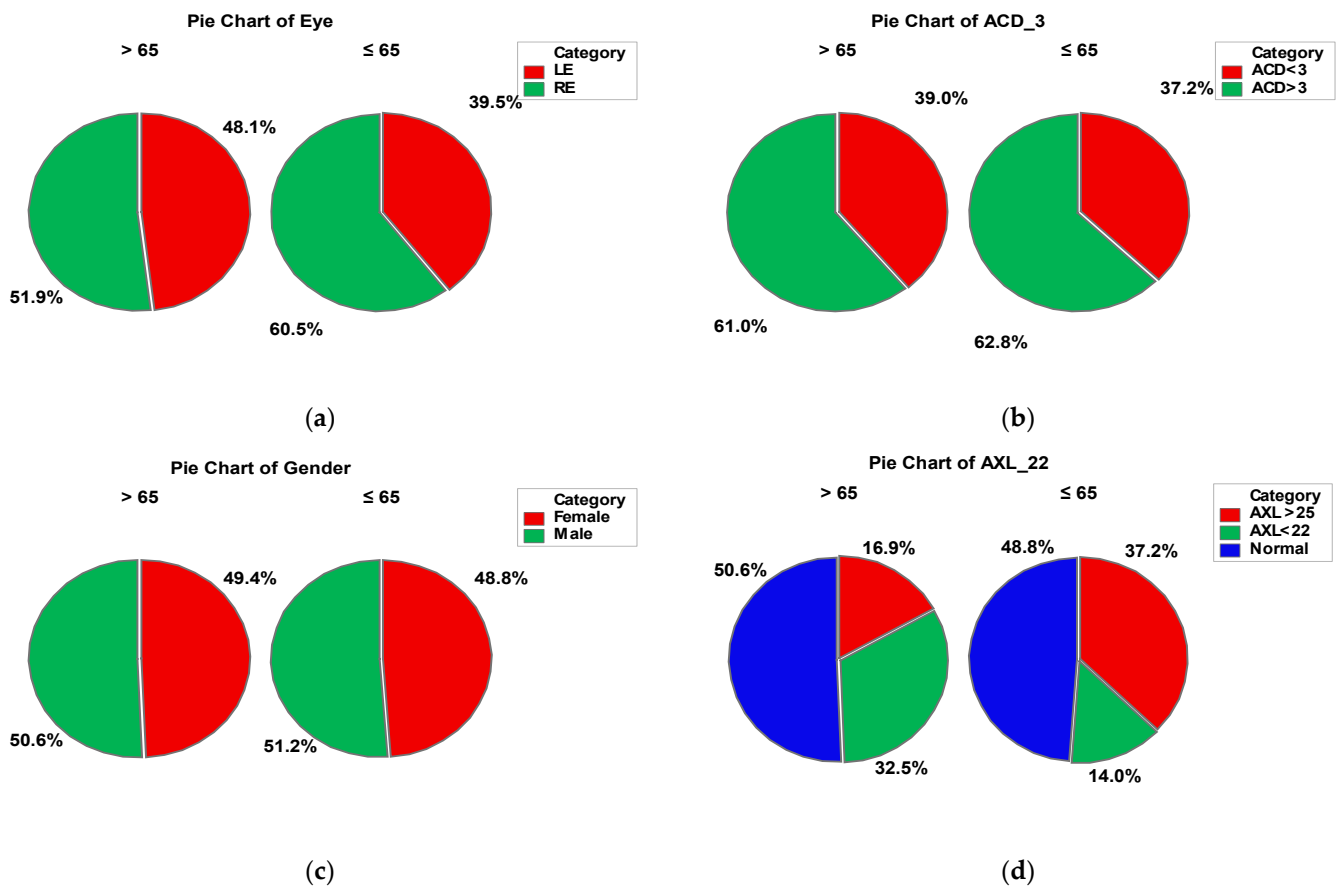 Pie Chart of Eye
> 65
≤ 65
Category
LE
RE
39.5%
48.1%
51.9%
60.5%
(a)
Pie Chart of ACD_3
> 65
≤ 65
Category
ACD<3
ACD>3
37.2%
39.0%
61.0%
62.8%
(b)
Pie Chart of Gender
> 65
≤ 65
Category
Female
Male
49.4%
48.8%
50.6%
51.2%
(c)
Pie Chart of AXL_22
> 65
≤ 65
Category
AXL>25
AXL<22
Normal
16.9%
48.8%
37.2%
50.6%
32.5%
14.0%
(d)